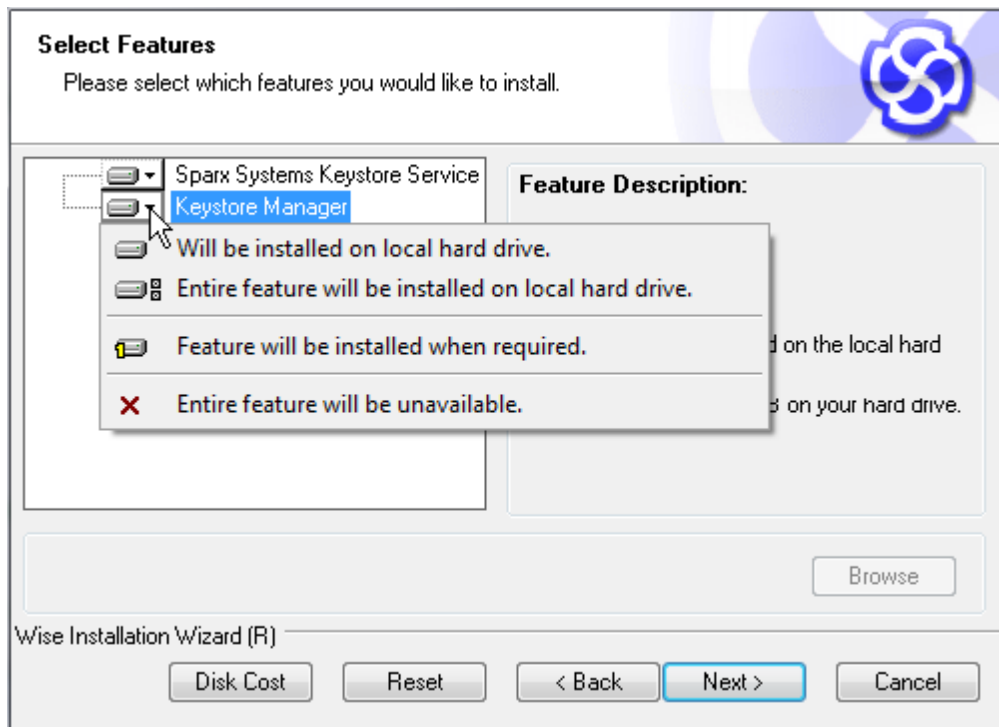 Select Features
Please select which features you would like to install.
Sparx Systems Keystore Service
Keystore Manager
Feature Description:
Will be installed on local hard drive.
Entire feature will be installed on local hard drive.
Feature will be installed when required.
on the local hard
Entire feature will be unavailable.
on your hard drive.
Browse
Wise Installation Wizard (R)
Disk Cost
Reset
< Back
Next >
Cancel